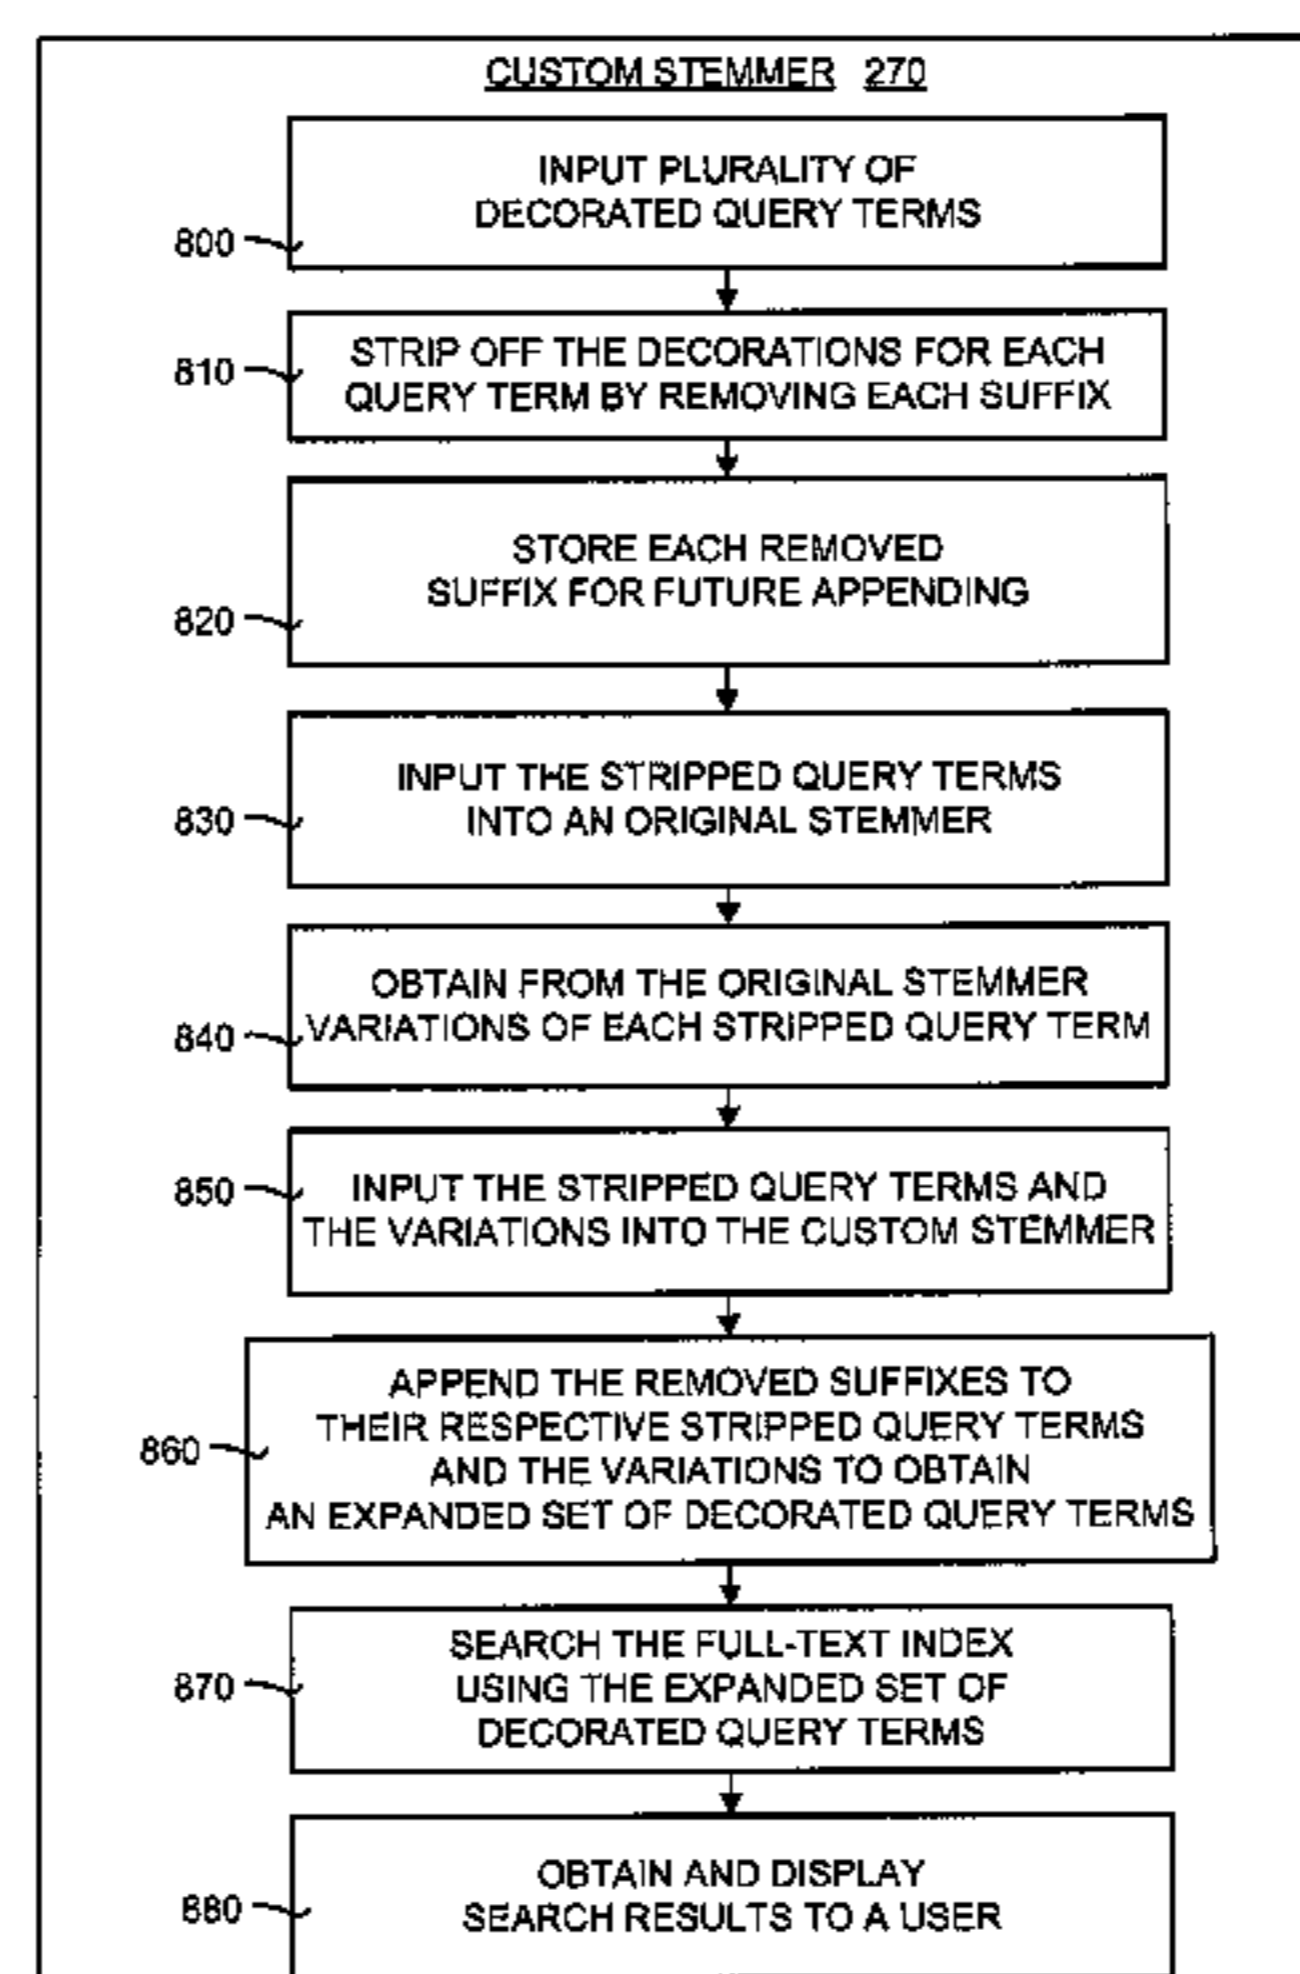 CUSTOM STEMMER 270
INPUT PLURALITY OF
DECORATED QUERY TERMS
800
STRIP OFF THE DECORATIONS FOR EACH
QUERY TERM BY REMOVING EACH SUFFIX
810
STORE EACH REMOVED
SUFFIX FOR FUTURE APPENDING
820
INPUT THE STRIPPED QUERY TERMS
INTO AN ORIGINAL STEMMER
830
OBTAIN FROM THE ORIGINAL STEMMER
VARIATIONS OF EACH STRIPPED QUERY TERM
840
INPUT THE STRIPPED QUERY TERMS AND
THE VARIATIONS INTO THE CUSTOM STEMMER
850
APPEND THE REMOVED SUFFIXES TO
THEIR RESPECTIVE STRIPPED QUERY TERMS
AND THE VARIATIONS TO OBTAIN
AN EXPANDED SET OF DECORATED QUERY TERMS
860
SEARCH THE FULL-TEXT INDEX
USING THE EXPANDED SET OF
DECORATED QUERY TERMS
870
OBTAIN AND DISPLAY
SEARCH RESULTS TO A USER
880